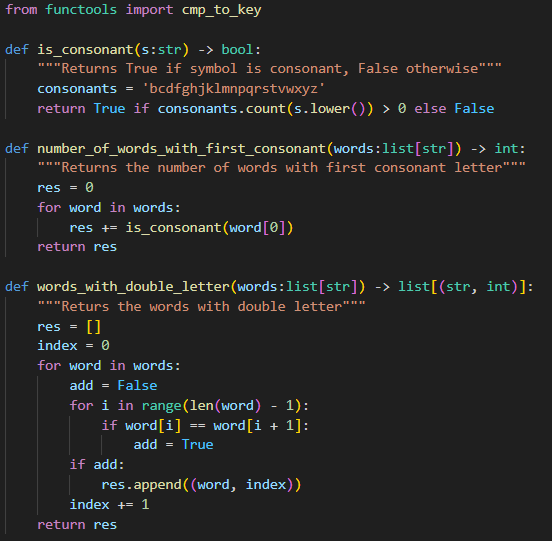 from functools import cmp_to_key

def is_consonant(s:str) -> bool:
    """Returns True if symbol is consonant, False otherwise"""
    consonants = 'bcdfghjklmnpqrstvwxyz'
    return True if consonants.count(s.lower()) > 0 else False

def number_of_words_with_first_consonant(words:list[str]) -> int:
    """Returns the number of words with first consonant letter"""
    res = 0
    for word in words:
        res += is_consonant(word[0])
    return res

def words_with_double_letter(words:list[str]) -> list[(str, int)]:
    """Returs the words with double letter"""
    res = []
    index = 0
    for word in words:
        add = False
        for i in range(len(word) - 1):
            if word[i] == word[i + 1]:
                add = True
        if add:
            res.append((word, index))
        index += 1
    return res